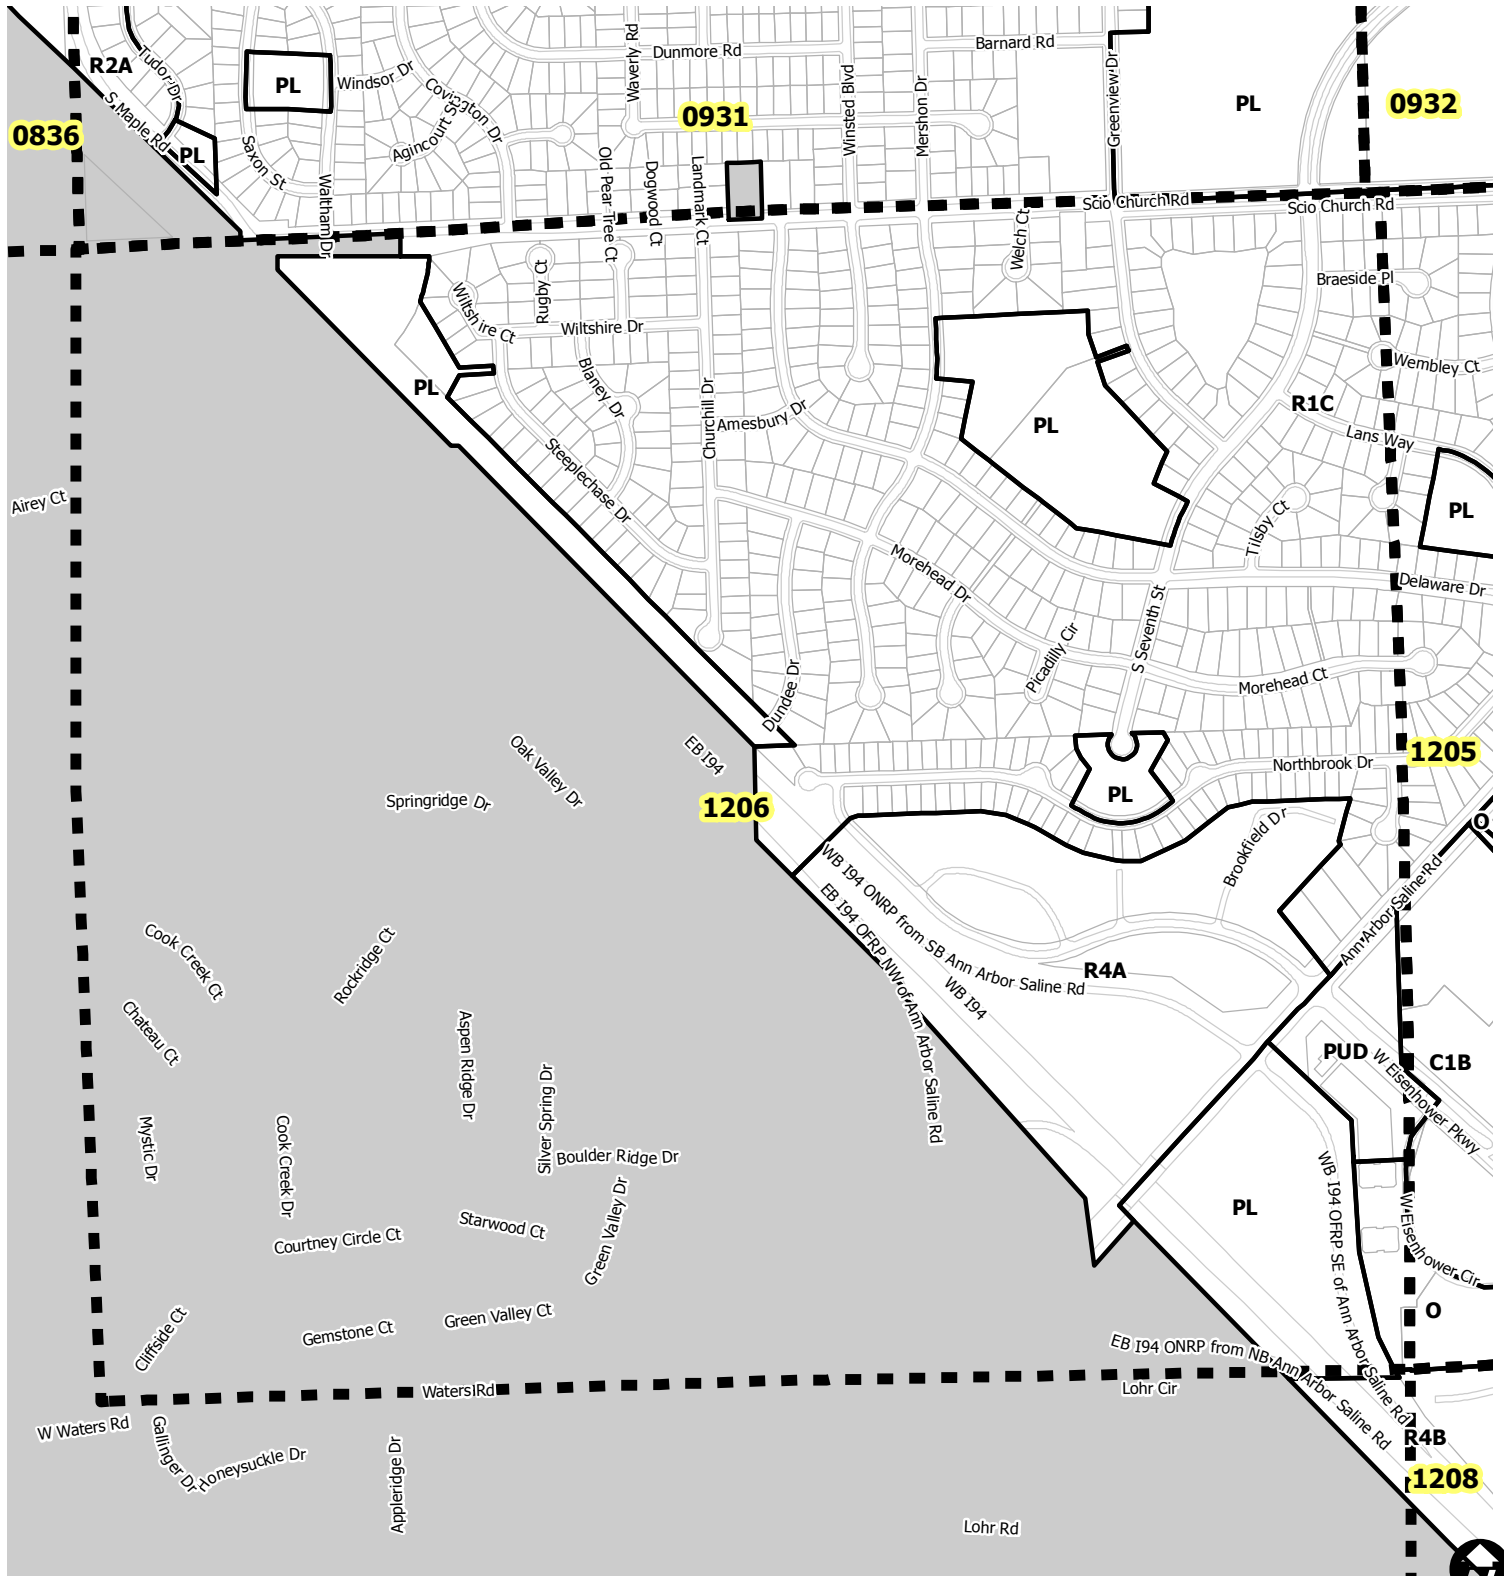 Dunmore Rd
Barnard Rd
Waverly Rd
R2A
Tudor Dr
PL
Windsor Dr
Covington Dr
Agincourt St
S Maple Rd
0836
0931
0932
PL
Winsted Blvd
Mershon Dr
Greenview Dr
PL
Saxon St
Waltham Dr
Old Pear Tree Ct
Dogwood Ct
Landmark Ct
Scio Church Rd
Scio Church Rd
Welch Ct
Rugby Ct
Wiltshire Ct
Wiltshire Dr
Braeside Pl
Wembley Ct
PL
Blaney Dr
Churchill Dr
Amesbury Dr
PL
R1C
Lans Way
Steeplechase Dr
Airey Ct
PL
Tilsby Ct
Morehead Dr
Delaware Dr
S Seventh St
Picadilly Cir
Morehead Ct
Dundee Dr
EB I94
Oak Valley Dr
Springridge Dr
1206
1205
Northbrook Dr
PL
Brookfield Dr
O
WB I94 ONRP from SB Ann Arbor Saline Rd
EB I94 OFRP NW of Ann Arbor Saline Rd
Ann Arbor Saline Rd
R4A
WB I94
Cook Creek Ct
Rockridge Ct
Chateau Ct
Aspen Ridge Dr
PUD
C1B
W Eisenhower Pkwy
Silver Spring Dr
Mystic Dr
Cook Creek Dr
Boulder Ridge Dr
Green Valley Dr
Starwood Ct
Courtney Circle Ct
PL
WB I94 OFRP SE of Ann Arbor Saline Rd
W Eisenhower Cir
O
Green Valley Ct
Gemstone Ct
Cliffside Ct
EB I94 ONRP from NB Ann Arbor Saline Rd
Waters Rd
Lohr Cir
W Waters Rd
Gallinger Dr
Honeysuckle Dr
Appleridge Dr
R4B
1208
Lohr Rd